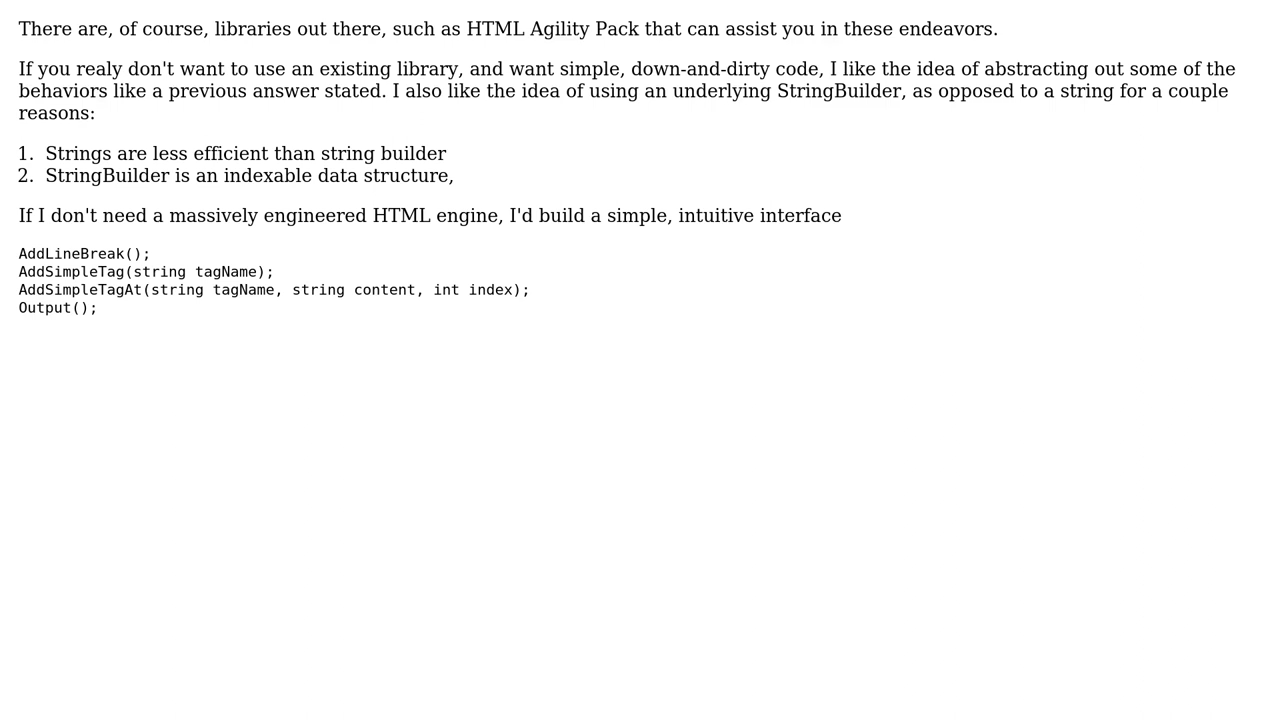 There are, of course, libraries out there, such as HTML Agility Pack that can assist you in these endeavors.
If you realy don't want to use an existing library, and want simple, down-and-dirty code, I like the idea of abstracting out some of the
behaviors like a previous answer stated. I also like the idea of using an underlying StringBuilder, as opposed to a string for a couple
reasons:
1. Strings are less efficient than string builder
2. StringBuilder is an indexable data structure,
If I don't need a massively engineered HTML engine, I'd build a simple, intuitive interface
AddLineBreak();
AddSimpleTag(string tagName);
AddSimpleTagAt(string tagName, string content, int index);
Output();